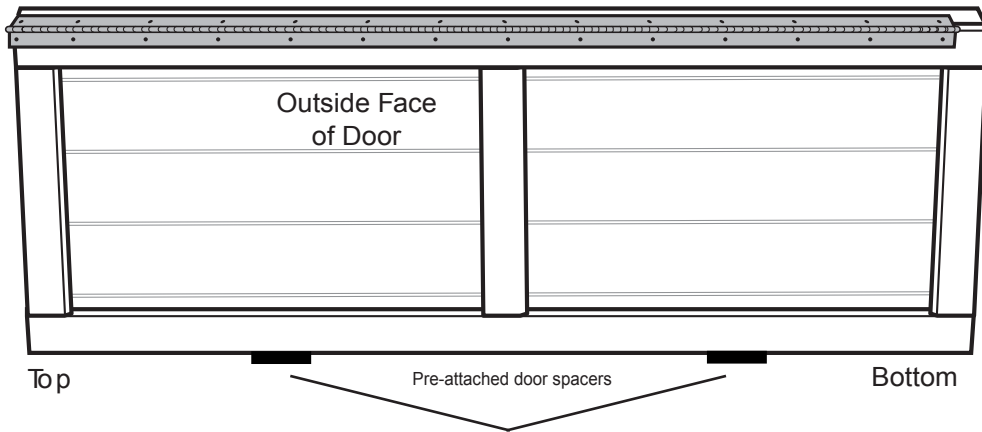 Outside Face
of Door
Top
Pre-attached door spacers
Bottom